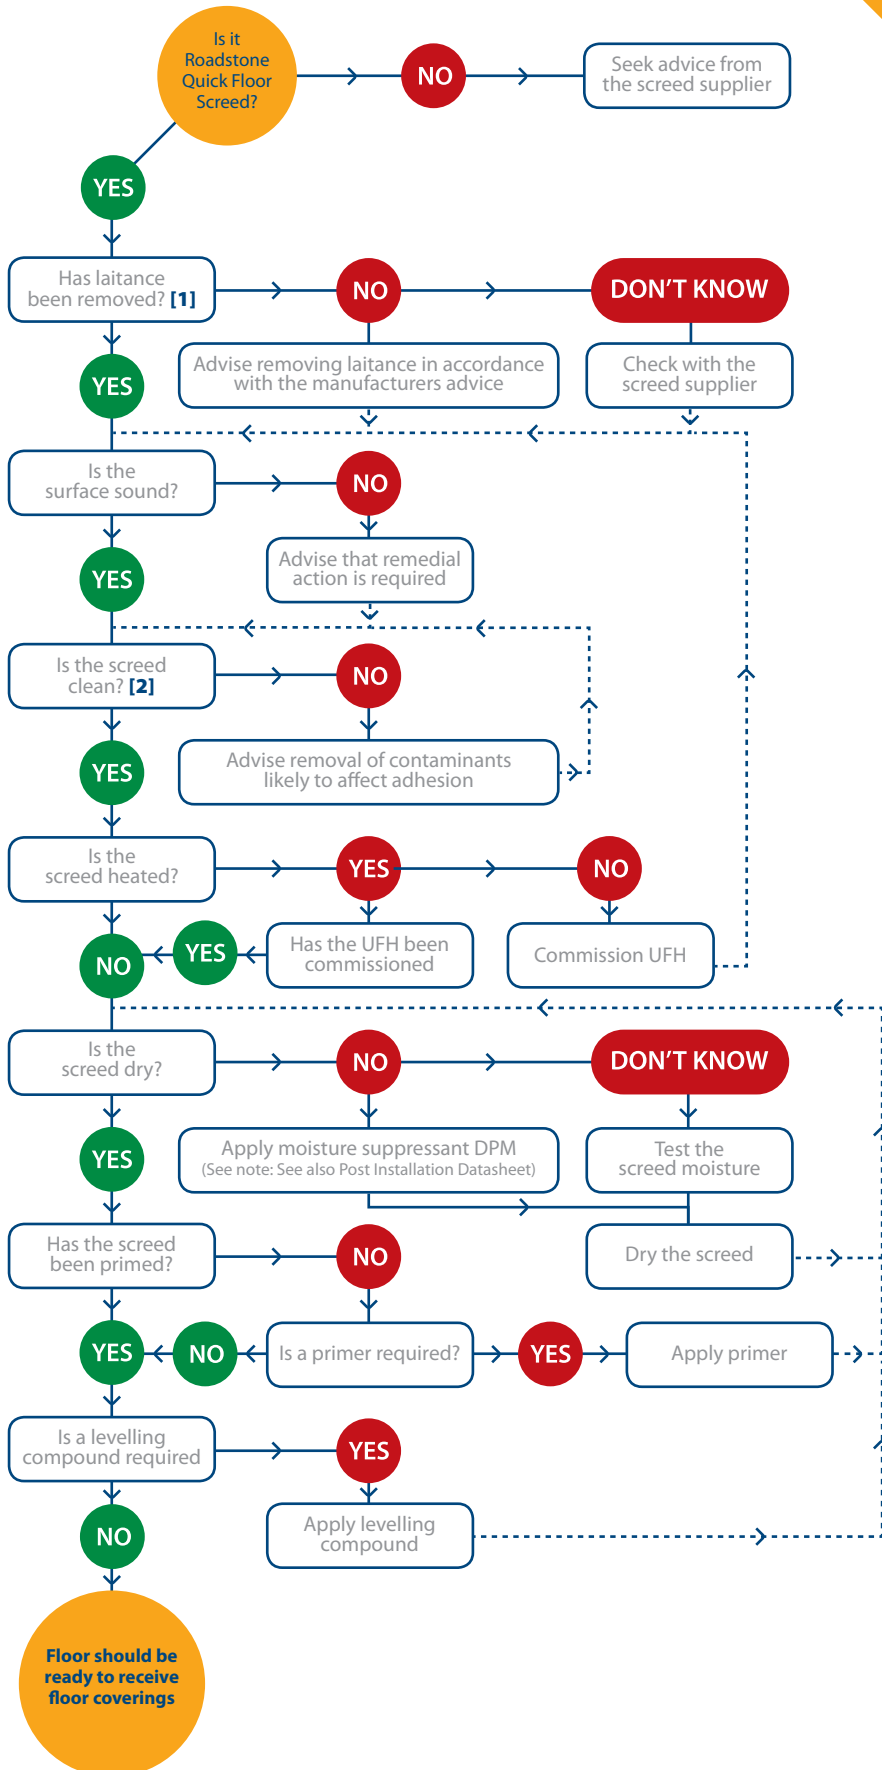 Is it
Roadstone
Quick Floor
Screed?
NO
Seek advice from
the screed supplier
YES
Has laitance
been removed? [1]
NO
DON'T KNOW
Advise removing laitance in accordance
with the manufacturers advice
Check with the
screed supplier
YES
Is the
surface sound?
NO
Advise that remedial
action is required
YES
Is the screed
clean? [2]
NO
Advise removal of contaminants
likely to affect adhesion
YES
Is the
screed heated?
YES
NO
Has the UFH been
commissioned
Commission UFH
YES
NO
Is the
screed dry?
NO
DON'T KNOW
Apply moisture suppressant DPM
(See note: See also Post Installation Datasheet)
Test the
screed moisture
YES
Has the screed
been primed?
NO
Dry the screed
YES
NO
Is a primer required?
YES
Apply primer
Is a levelling
compound required
YES
Apply levelling
compound
NO
Floor should be
ready to receive
floor coverings